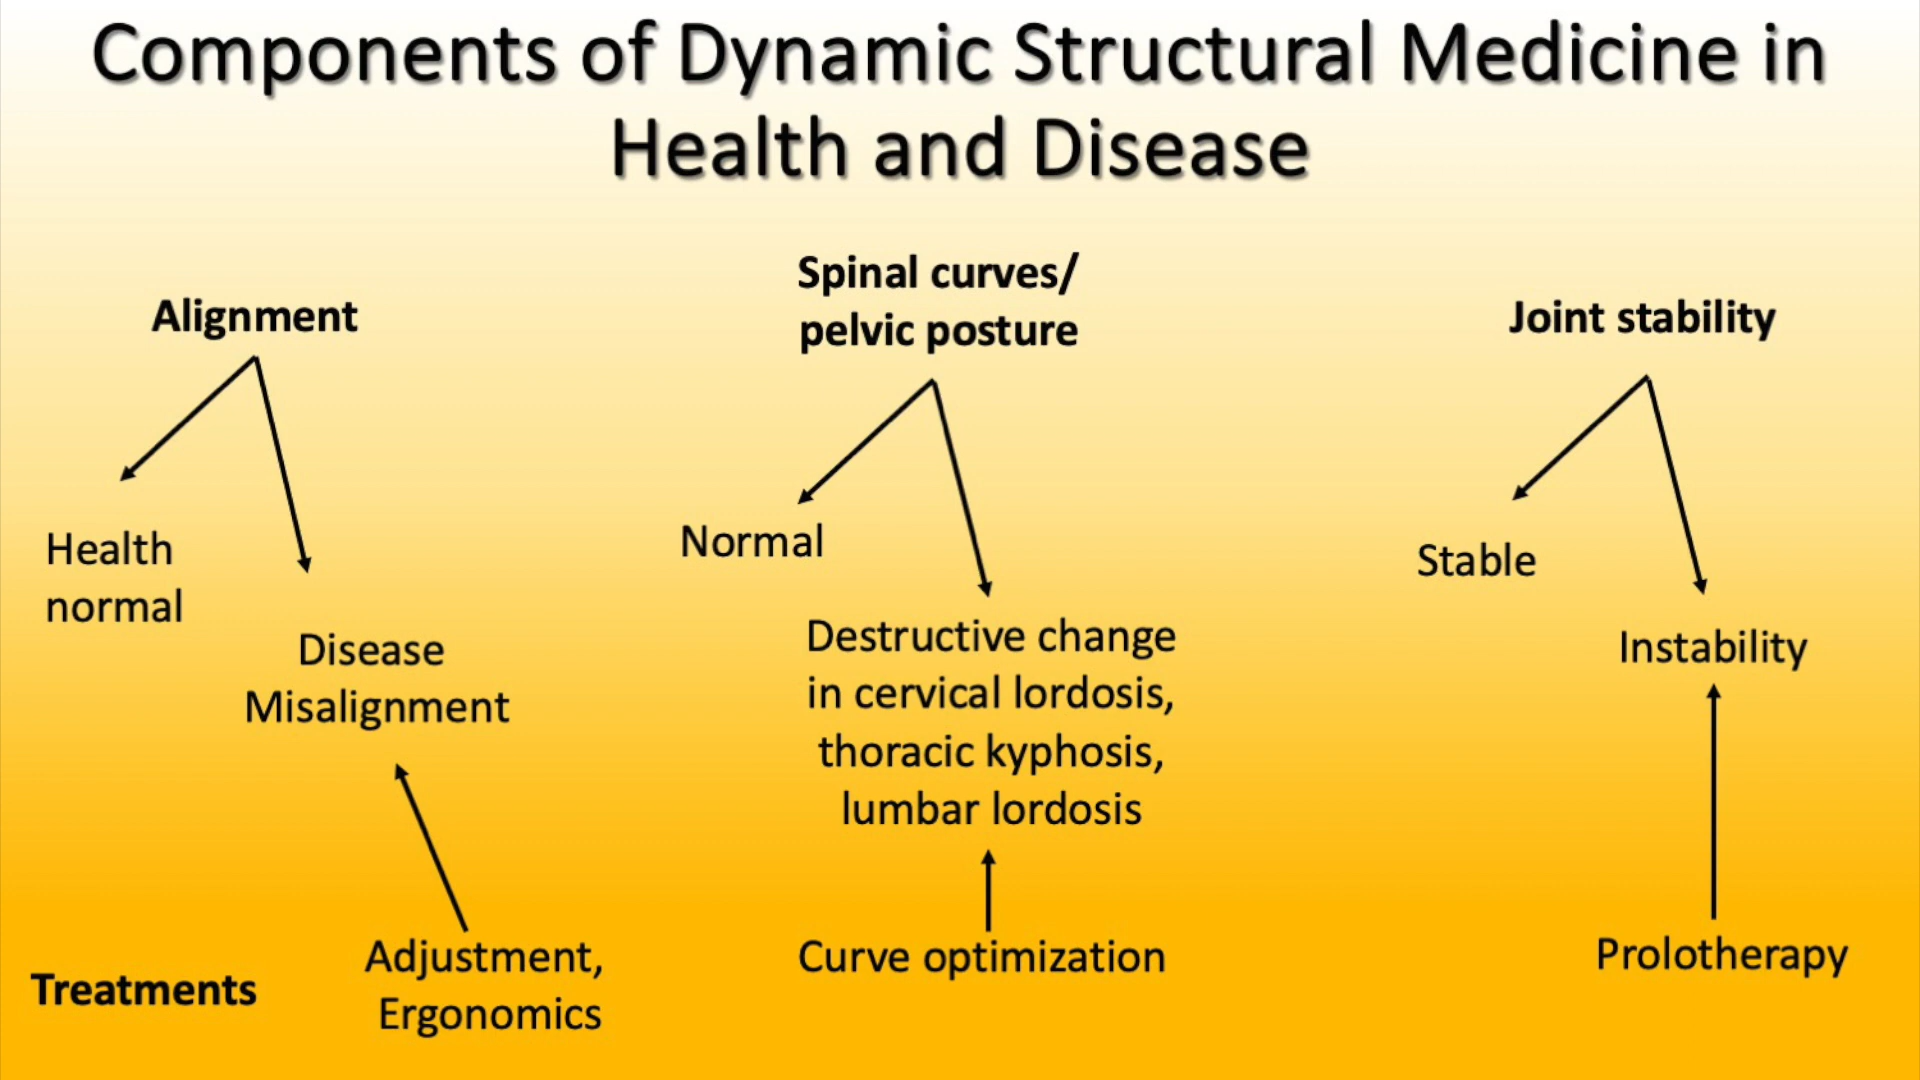 Components of Dynamic Structural Medicine in
Health and Disease
Alignment
Health
normal
Disease
Misalignment
Spinal curves/
pelvic posture
Normal
Destructive change
in cervical lordosis,
thoracic kyphosis,
lumbar lordosis
Joint stability
Stable
Instability
Treatments
Adjustment,
Ergonomics
Curve optimization
Prolotherapy